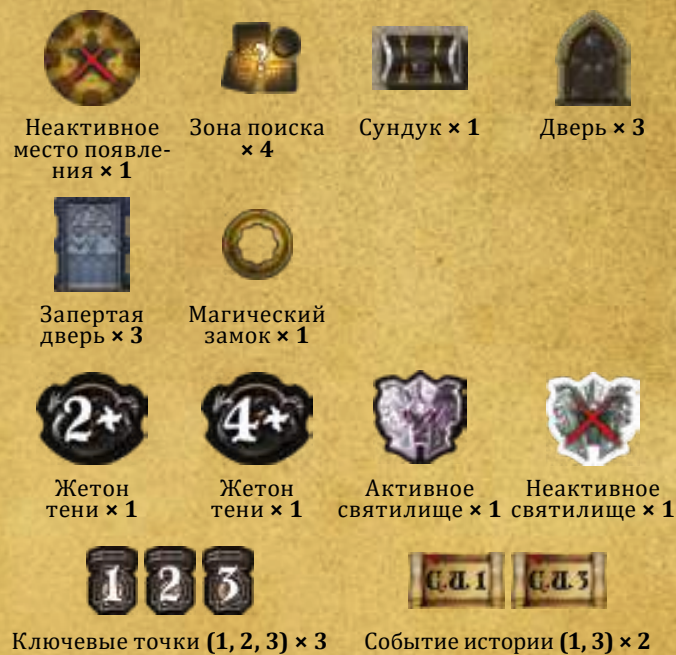 ?
Неактивное место появле-
ния × 1
Зона поиска
× 4
Сундук × 1
Дверь × 3
Запертая
дверь × 3
Магический
замок × 1
2+
4+
Жетон
тени × 1
Жетон
тени × 1
Активное
святилище × 1
Неактивное
святилище × 1
1 2 3
С.И. 1 С.И. 3
Ключевые точки (1, 2, 3) × 3
Событие истории (1, 3) × 2